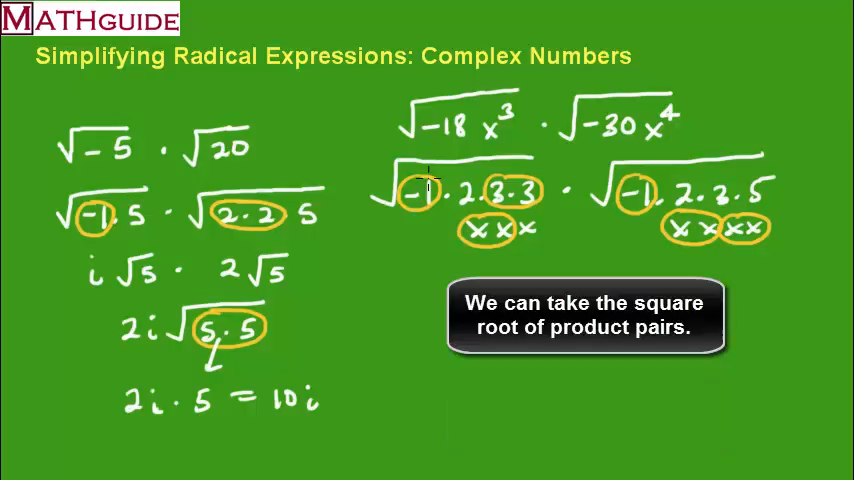 MATHGUIDE
Simplifying Radical Expressions: Complex Numbers
√-5 · √20
√-1·5 · √2·2 5
i√5 · 2√5
2i√5·5
2i · 5 = 10i
√-18x³ · √-30x⁴
√-1·2·3·3 · √-1·2·3·5
xxx xxxx
We can take the square
root of product pairs.